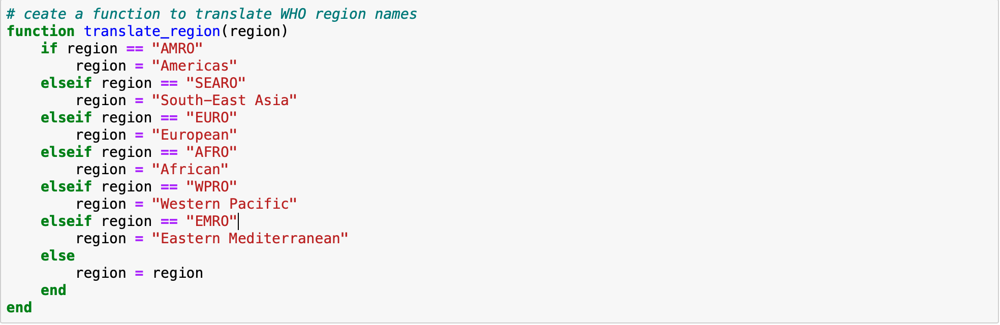 # ceate a function to translate WHO region names
function translate_region(region)
    if region == "AMRO"
        region = "Americas"
    elseif region == "SEARO"
        region = "South-East Asia"
    elseif region == "EURO"
        region = "European"
    elseif region == "AFRO"
        region = "African"
    elseif region == "WPRO"
        region = "Western Pacific"
    elseif region == "EMRO"
        region = "Eastern Mediterranean"
    else
        region = region
    end
end